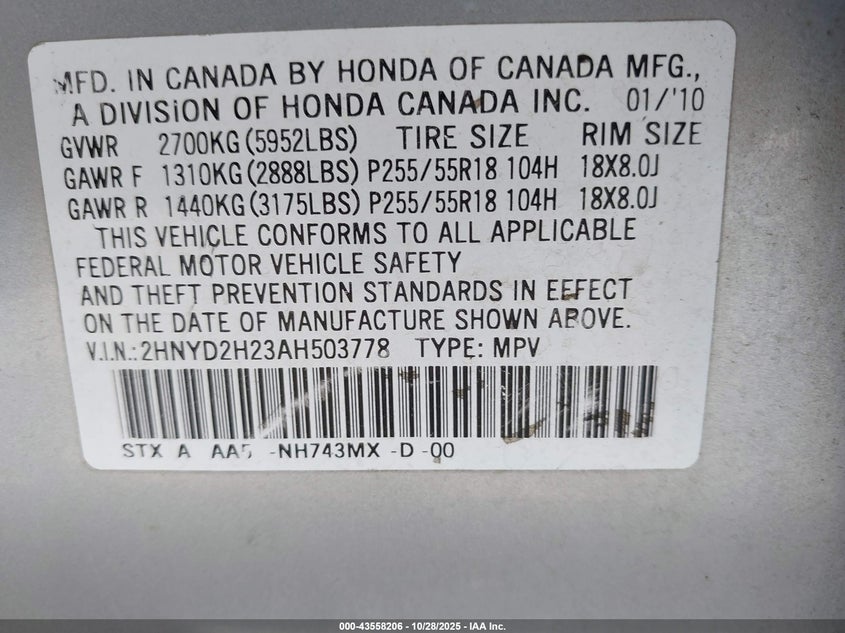 MFD. IN CANADA BY HONDA OF CANADA MFG.,
A DIVISION OF HONDA CANADA INC. 01/'10
GVWR 2700KG(5952LBS) TIRE SIZE RIM SIZE
GAWR F 1310KG(2888LBS) P255/55R18 104H 18X8.0J
GAWR R 1440KG(3175LBS) P255/55R18 104H 18X8.0J
THIS VEHICLE CONFORMS TO ALL APPLICABLE
FEDERAL MOTOR VEHICLE SAFETY
AND THEFT PREVENTION STANDARDS IN EFFECT
ON THE DATE OF MANUFACTURE SHOWN ABOVE.
V.I.N.:2HNYD2H23AH503778 TYPE: MPV
STX A AA5 -NH743MX -D -00
000-43558206 - 10/28/2025 - IAA Inc.